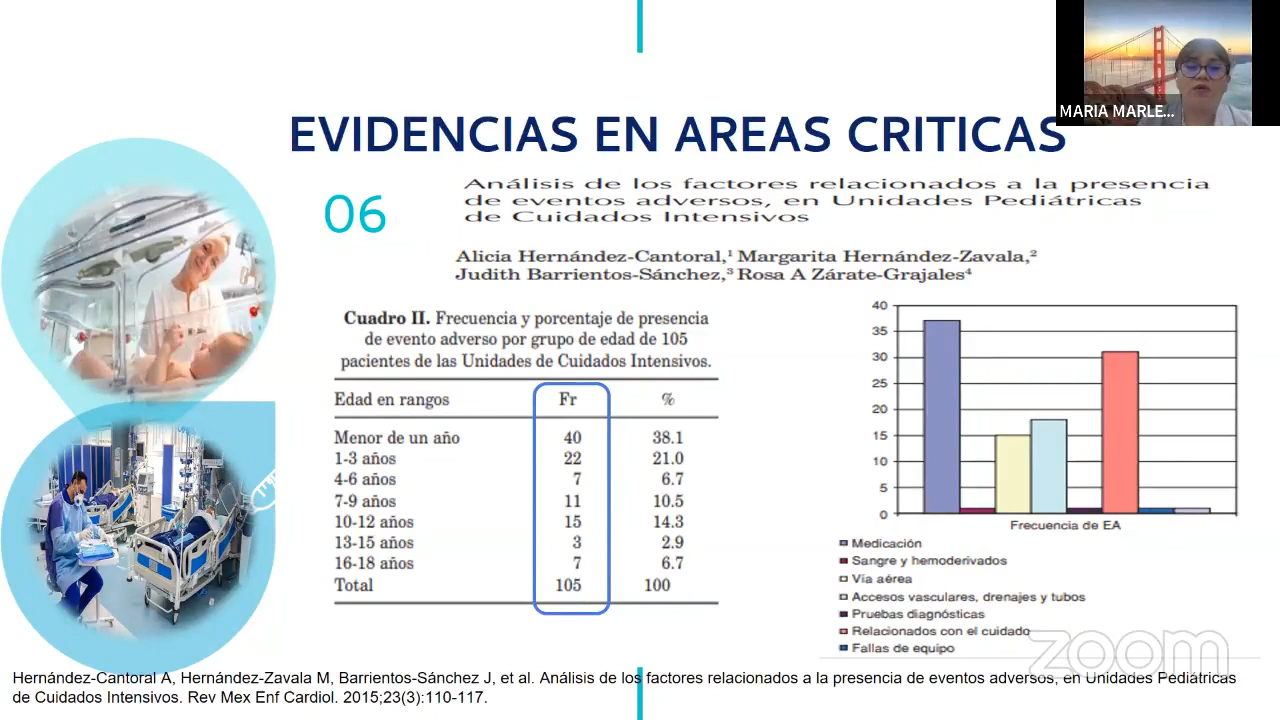 MARIA MARLE...
EVIDENCIAS EN AREAS CRITICAS
06
Análisis de los factores relacionados a la presencia
de eventos adversos, en Unidades Pediátricas
de Cuidados Intensivos
Alicia Hernández-Cantoral,¹ Margarita Hernández-Zavala,²
Judith Barrientos-Sánchez,³ Rosa A Zárate-Grajales⁴
Cuadro II. Frecuencia y porcentaje de presencia
de evento adverso por grupo de edad de 105
pacientes de las Unidades de Cuidados Intensivos.
Edad en rangos Fr %
Menor de un año 40 38.1
1-3 años 22 21.0
4-6 años 7 6.7
7-9 años 11 10.5
10-12 años 15 14.3
13-15 años 3 2.9
16-18 años 7 6.7
Total 105 100
40
35
30
25
20
15
10
5
0
Frecuencia de EA
Medicación
Sangre y hemoderivados
Vía aérea
Accesos vasculares, drenajes y tubos
Pruebas diagnósticas
Relacionados con el cuidado
Fallas de equipo
zoom
Hernández-Cantoral A, Hernández-Zavala M, Barrientos-Sánchez J, et al. Análisis de los factores relacionados a la presencia de eventos adversos, en Unidades Pediátricas
de Cuidados Intensivos. Rev Mex Enf Cardiol. 2015;23(3):110-117.